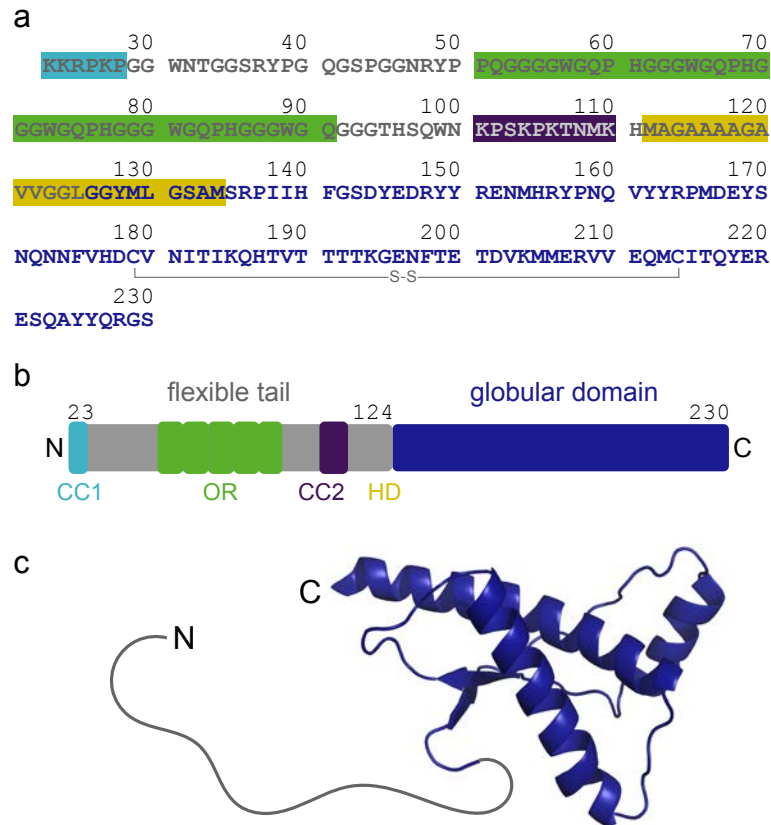 a
30 40 50 60 70
KKRPKPGG WNTGGSRYPG QGSPGGNRYP PQGGGGWGQP HGGGWGQPHG
80 90 100 110 120
GGWGQPHGGG WGQPHGGGWG QGGGTHSQWN KPSKPKTNMK HMAGAAAAGA
130 140 150 160 170
VVGGLGGYML GSAMSRPIIH FGSDYEDRYY RENMHRYPNQ VYYRPMDEYS
180 190 200 210 220
NQNNFVHDCV NITIKQHTVT TTTKGENFTE TDVKMMERVV EQMCITQYER
S-S
230
ESQAYYQRGS
b
flexible tail globular domain
23 124 230
N C
CC1 OR CC2 HD
c
C
N